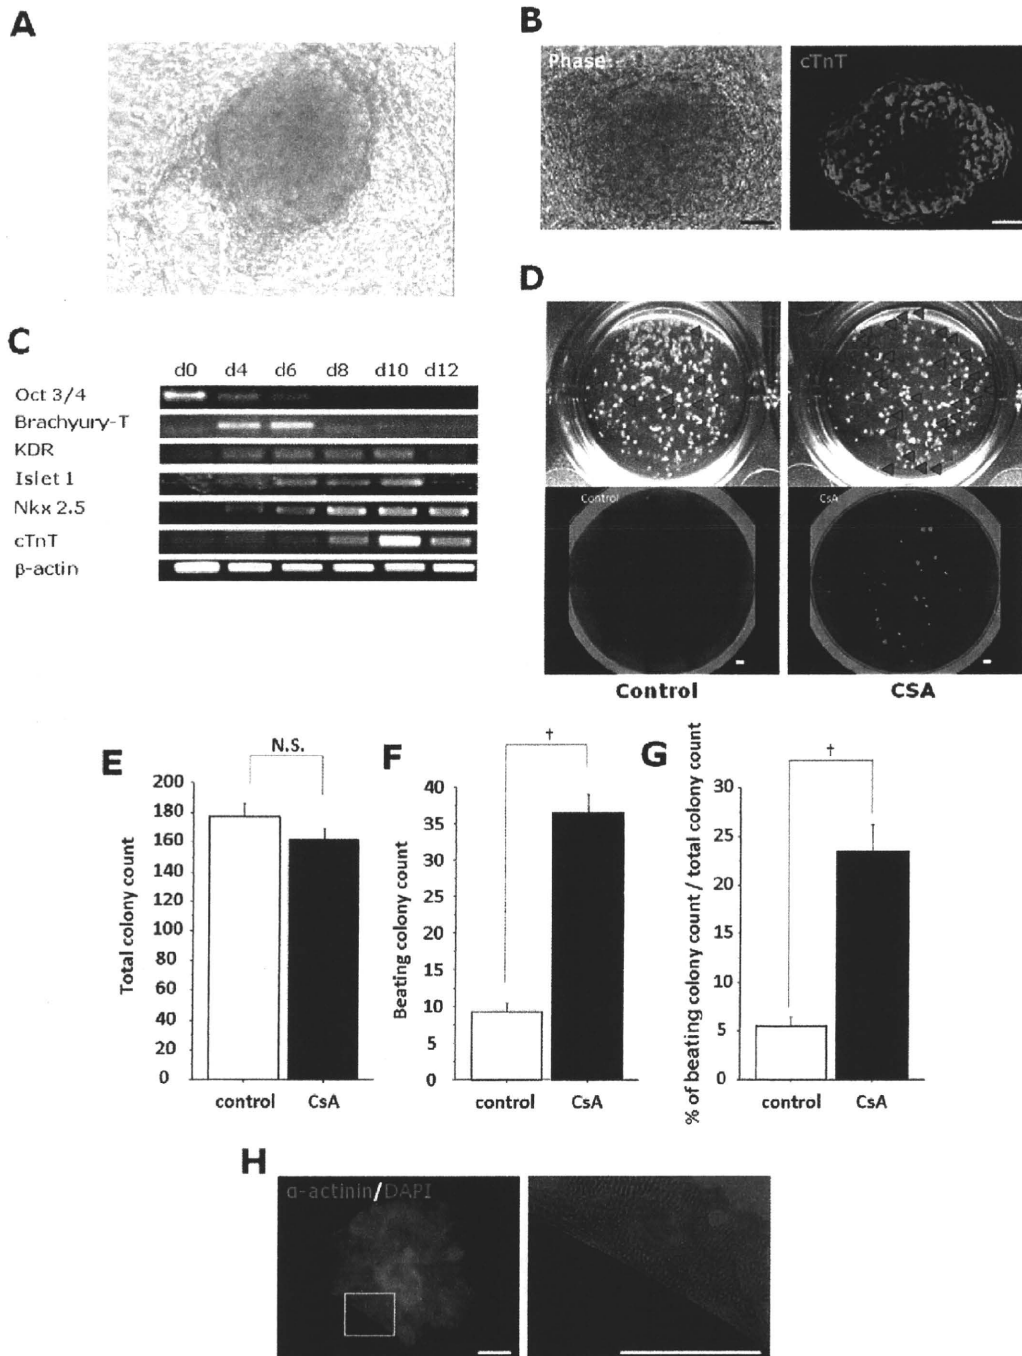 A
B
Phase
cTnT
C
d0 d4 d6 d8 d10 d12
Oct 3/4
Brachyury-T
KDR
Islet 1
Nkx 2.5
cTnT
β-actin
D
Control
CsA
Control
CSA
E
N.S.
Total colony count
200
180
160
140
120
100
80
60
40
20
0
control
CsA
F
†
Beating colony count
40
35
30
25
20
15
10
5
0
control
CsA
G
†
% of beating colony count / total colony count
30
25
20
15
10
5
0
control
CsA
H
α-actinin/DAPI